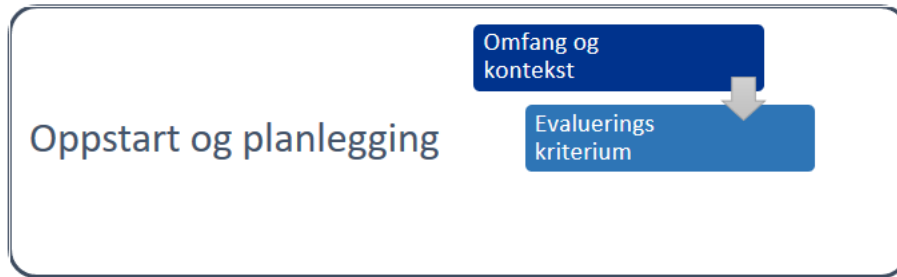 Omfang og
kontekst
Oppstart og planlegging
Evaluerings
kriterium